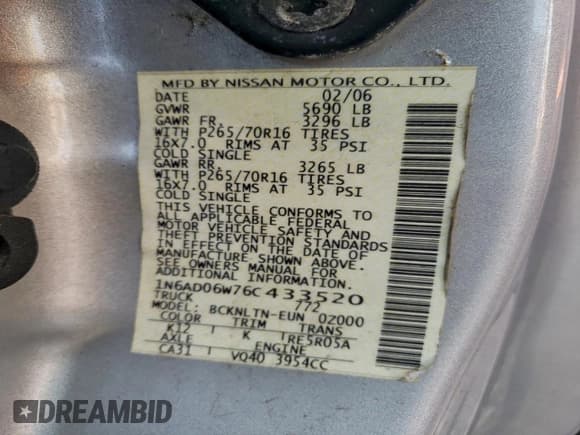 MFD BY NISSAN MOTOR CO., LTD.
DATE 02/06
GVWR 5690 LB
GAWR FR. 3296 LB
WITH P265/70R16 TIRES
16X7.0 RIMS AT 35 PSI
COLD SINGLE
GAWR RR. 3265 LB
WITH P265/70R16 TIRES
16X7.0 RIMS AT 35 PSI
COLD SINGLE
THIS VEHICLE CONFORMS TO
ALL APPLICABLE FEDERAL
MOTOR VEHICLE SAFETY AND
THEFT PREVENTION STANDARDS
IN EFFECT ON THE DATE OF
MANUFACTURE SHOWN ABOVE.
SEE OWNERS MANUAL FOR
ADDITIONAL INFORMATION.
1N6AD06W76C433520
TRUCK 772
MODEL: BCKNLTN-EUN 02000
COLOR TRIM TRANS
K12 K RE5R05A
AXLE ENGINE
CA31 VQ40 3954CC
DREAMBID